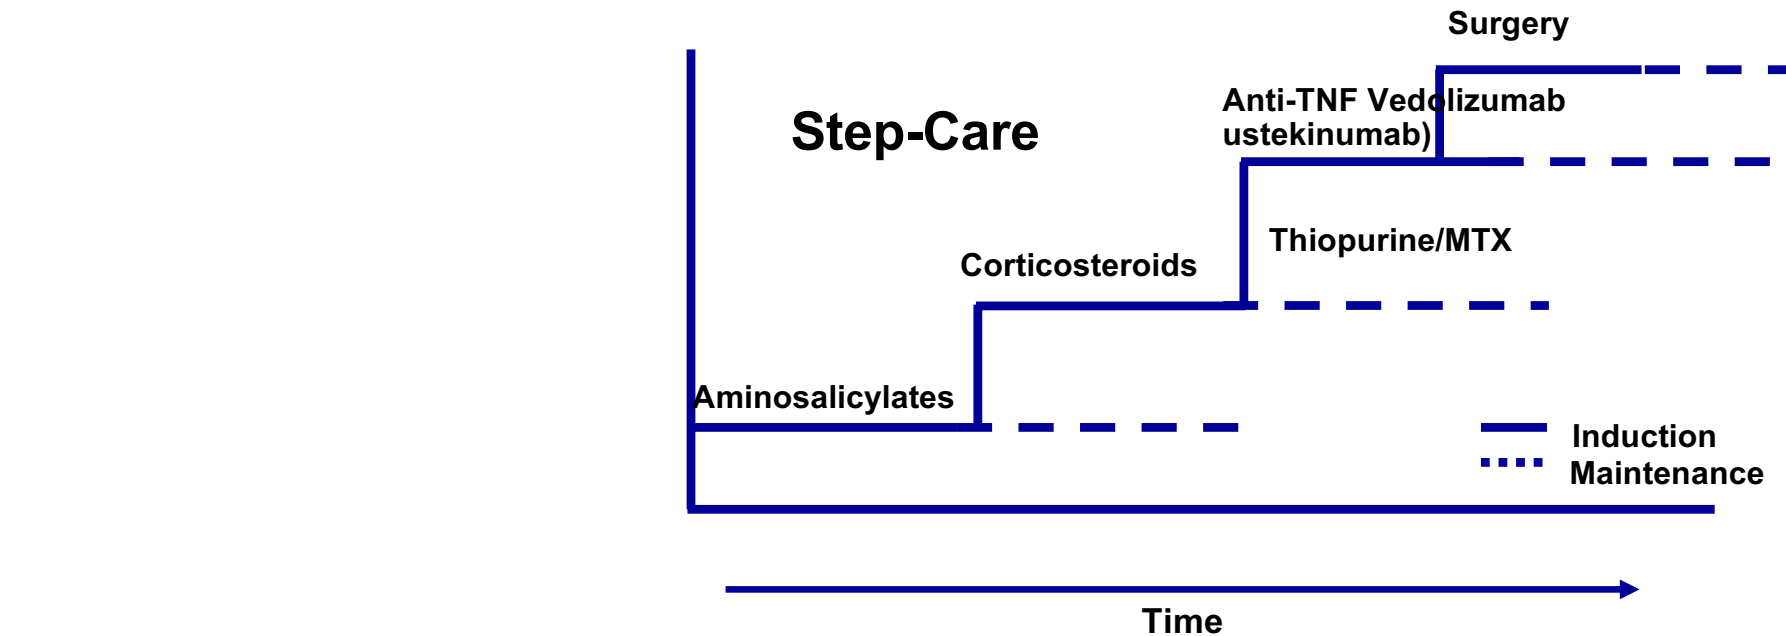 Surgery
Anti-TNF Vedolizumab
ustekinumab)
Step-Care
Thiopurine/MTX
Corticosteroids
Aminosalicylates
Induction
Maintenance
Time